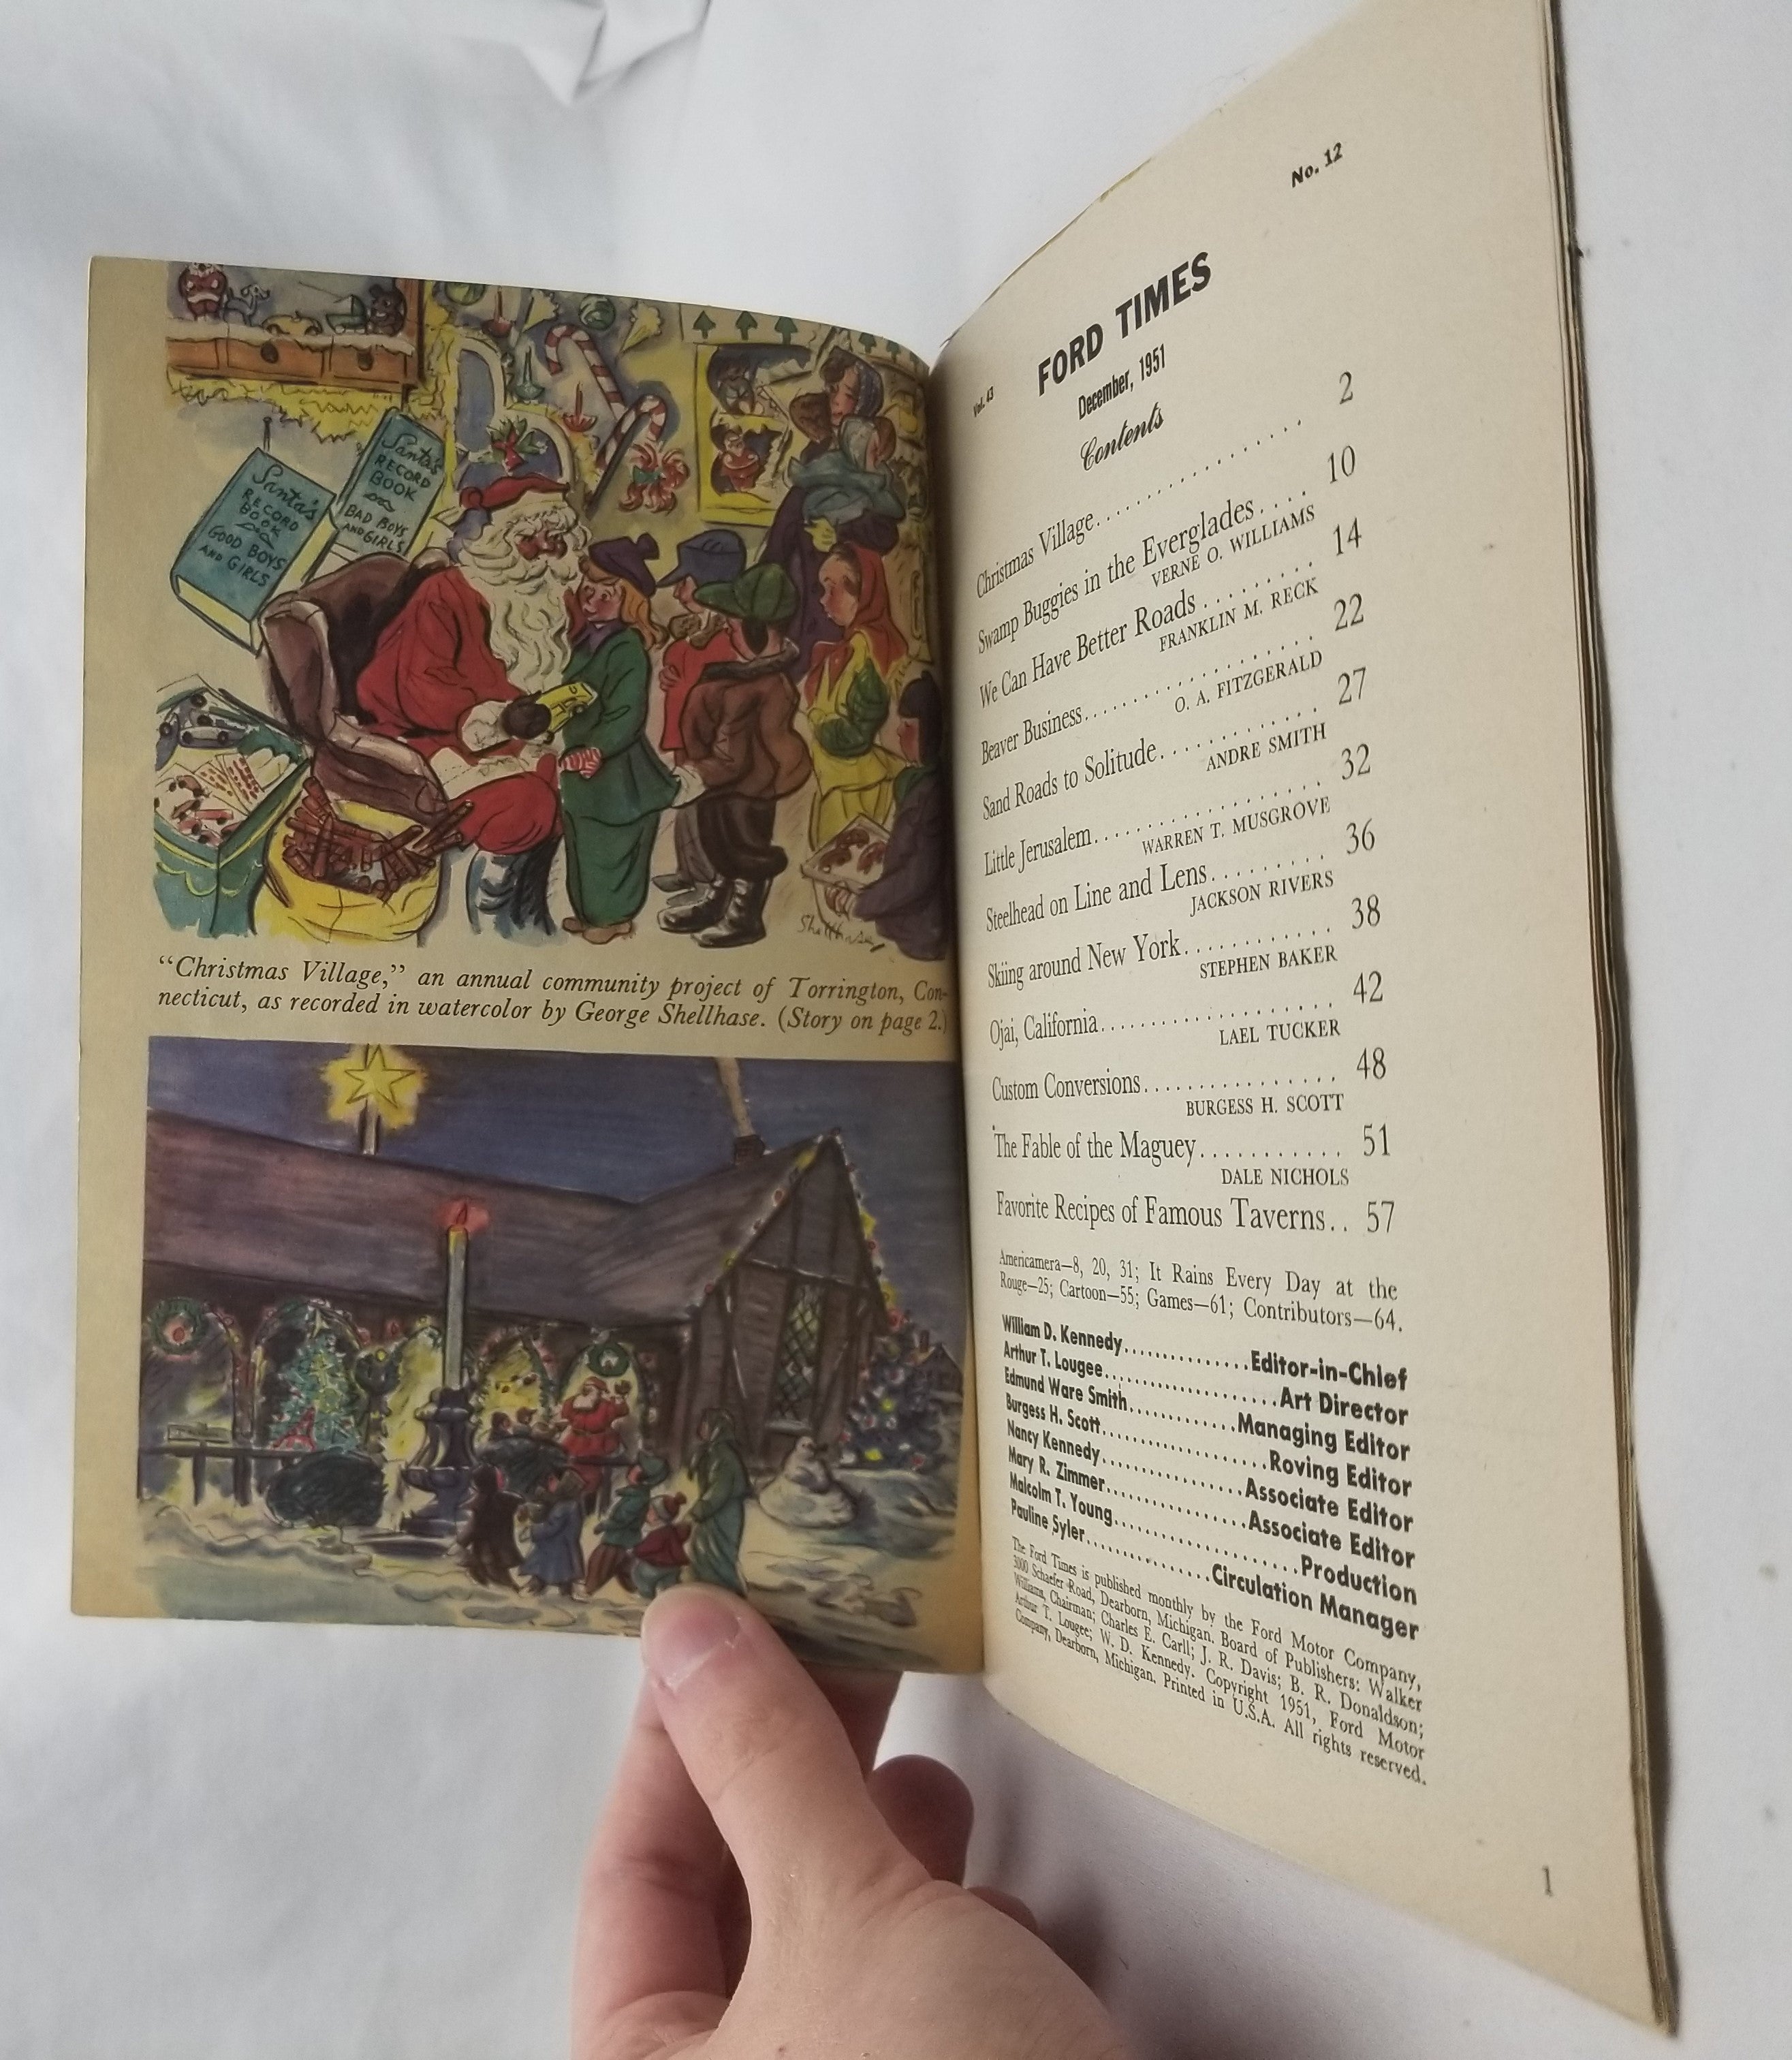 Santa's
RECORD
BOOK
GOOD BOYS
AND GIRLS
Santa's
RECORD
BOOK
BAD BOYS
AND GIRLS
Shellhase
“Christmas Village,” an annual community project of Torrington, Con-
necticut, as recorded in watercolor by George Shellhase. (Story on page 2.)
Vol. 43
No. 12
FORD TIMES
December, 1951
Contents
Christmas Village. . . . . . . . . . . . . . . . . . . . . 2
Swamp Buggies in the Everglades. . . . 10
VERNE O. WILLIAMS
We Can Have Better Roads . . . . . . . . . 14
FRANKLIN M. RECK
Beaver Business. . . . . . . . . . . . . . . . . . . . . 22
O. A. FITZGERALD
Sand Roads to Solitude. . . . . . . . . . . . . 27
ANDRE SMITH
Little Jerusalem. . . . . . . . . . . . . . . . . . . . 32
WARREN T. MUSGROVE
Steelhead on Line and Lens. . . . . . . . . 36
JACKSON RIVERS
Skiing around New York. . . . . . . . . . . . 38
STEPHEN BAKER
Ojai, California. . . . . . . . . . . . . . . . . . . . 42
LAEL TUCKER
Custom Conversions. . . . . . . . . . . . . . . . 48
BURGESS H. SCOTT
The Fable of the Maguey. . . . . . . . . . . 51
DALE NICHOLS
Favorite Recipes of Famous Taverns. . 57
Americamera—8, 20, 31; It Rains Every Day at the
Rouge—25; Cartoon—55; Games—61; Contributors—64.
William D. Kennedy..............Editor-in-Chief
Arthur T. Lougee....................Art Director
Edmund Ware Smith............Managing Editor
Burgess H. Scott...................Roving Editor
Nancy Kennedy................Associate Editor
Mary R. Zimmer................Associate Editor
Malcolm T. Young....................Production
Pauline Syler..............Circulation Manager
The Ford Times is published monthly by the Ford Motor Company,
3000 Schaefer Road, Dearborn, Michigan. Board of Publishers: Walker
Williams, Chairman; Charles E. Carll; J. R. Davis; B. R. Donaldson;
Arthur T. Lougee; W. D. Kennedy. Copyright 1951, Ford Motor
Company, Dearborn, Michigan. Printed in U.S.A. All rights reserved.
1